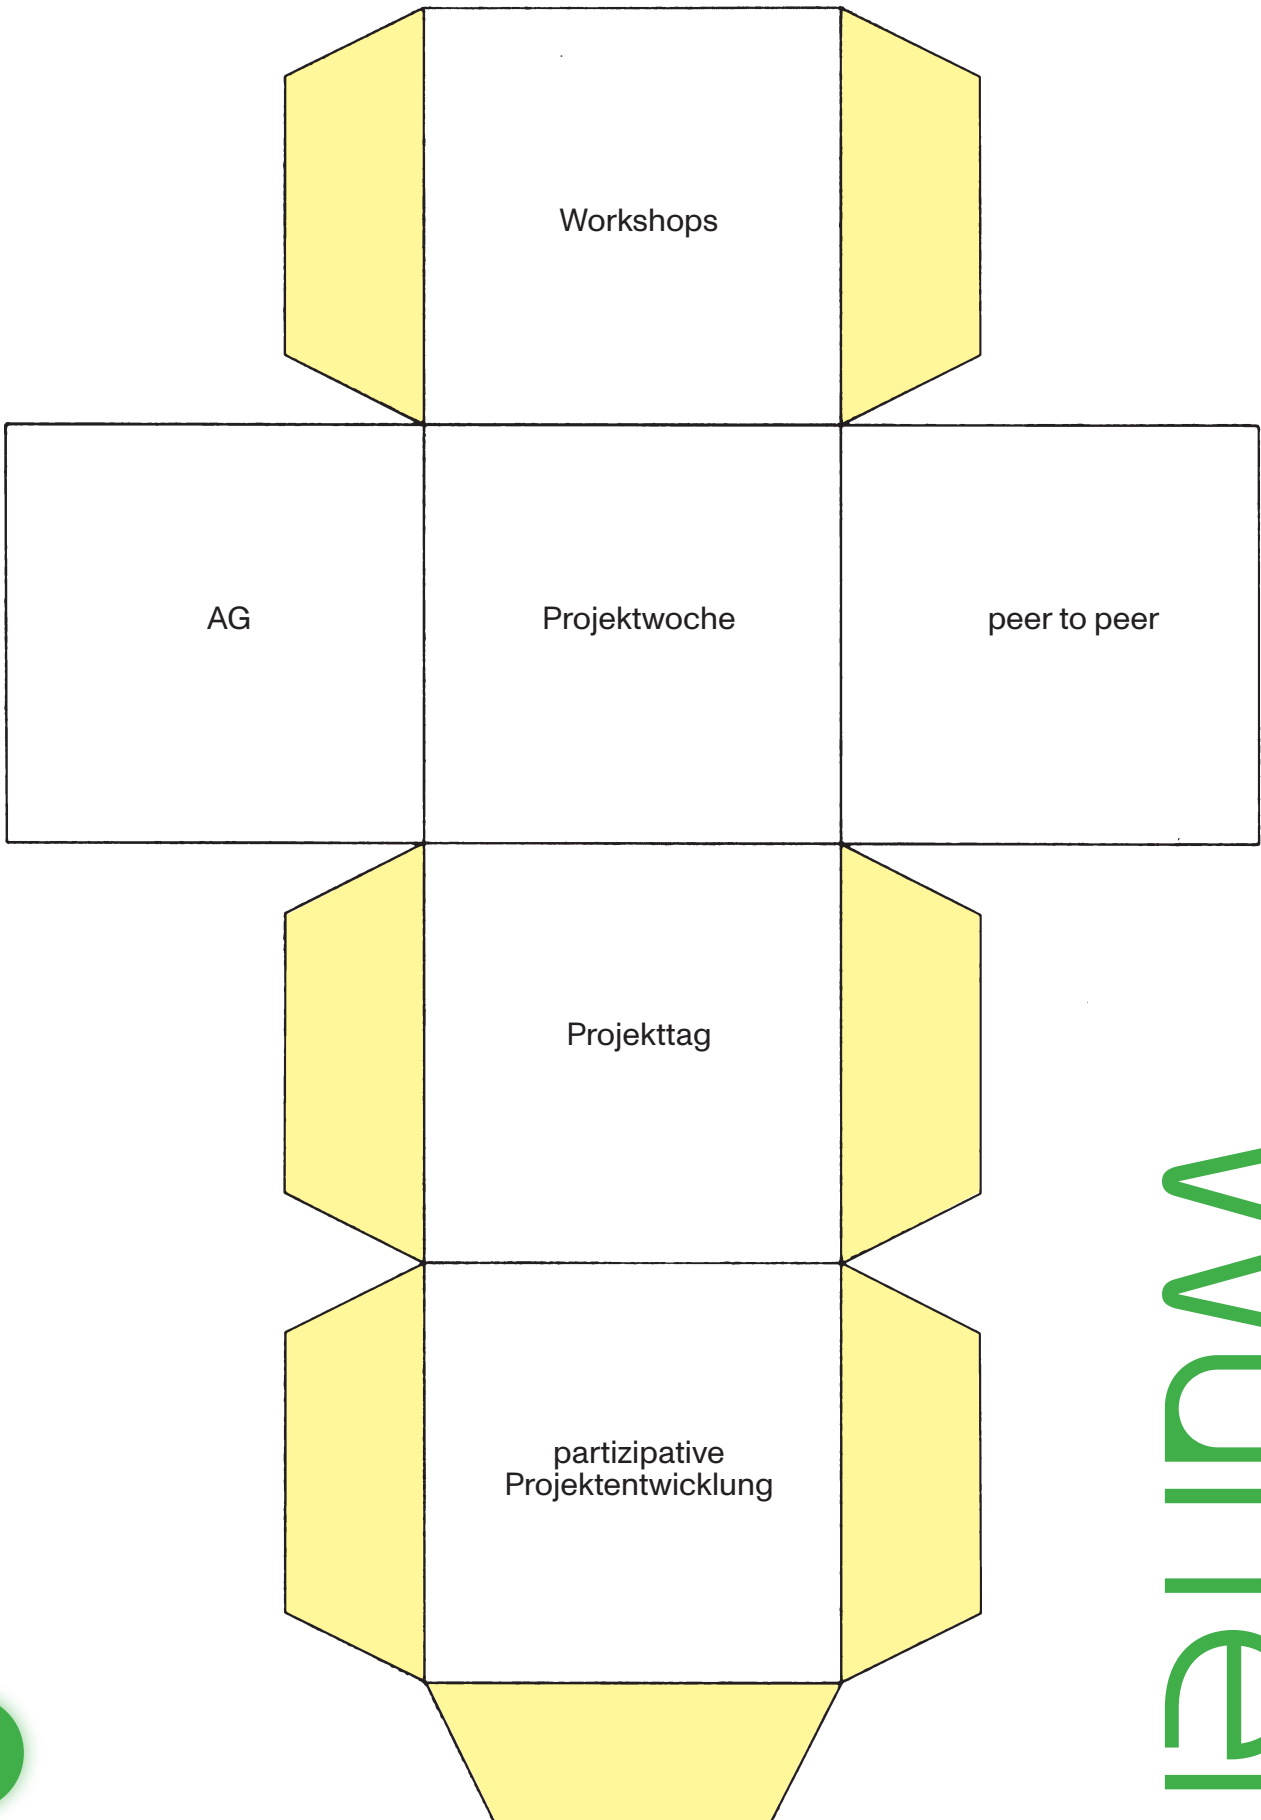 Workshops
AG
Projektwoche
peer to peer
Projekttag
partizipative
Projektentwicklung